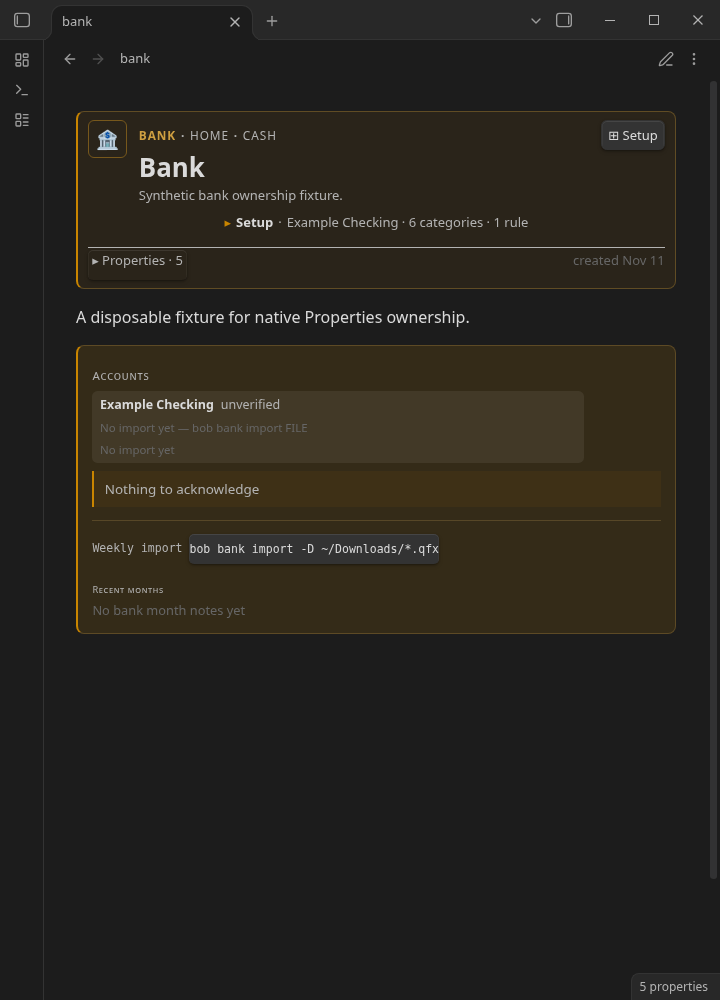 bank
bank
BANK • HOME • CASH
⊞ Setup
Bank
Synthetic bank ownership fixture.
▸ Setup · Example Checking · 6 categories · 1 rule
▸ Properties · 5
created Nov 11
A disposable fixture for native Properties ownership.
ACCOUNTS
Example Checking unverified
No import yet — bob bank import FILE
No import yet
Nothing to acknowledge
Weekly import bob bank import -D ~/Downloads/*.qfx
RECENT MONTHS
No bank month notes yet
5 properties